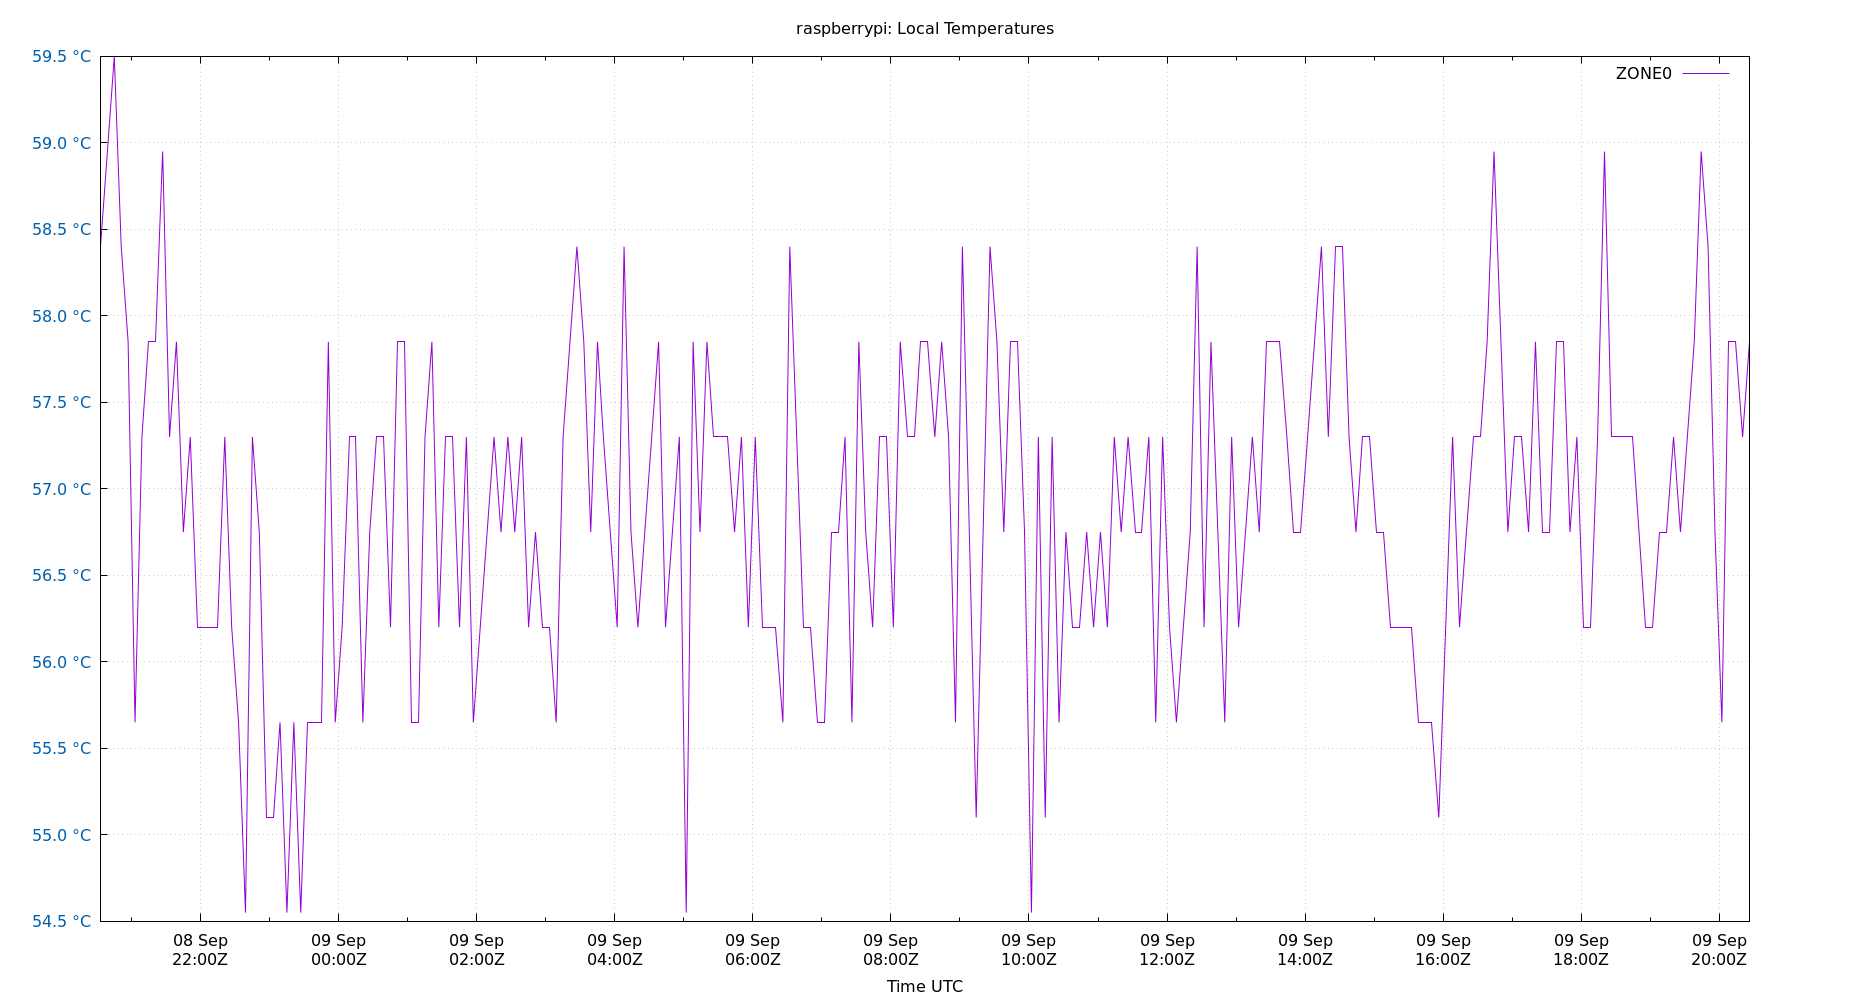 raspberrypi: Local Temperatures
ZONE0
59.5 °C
59.0 °C
58.5 °C
58.0 °C
57.5 °C
57.0 °C
56.5 °C
56.0 °C
55.5 °C
55.0 °C
54.5 °C
08 Sep 09 Sep 09 Sep 09 Sep 09 Sep 09 Sep 09 Sep 09 Sep 09 Sep 09 Sep 09 Sep 09 Sep
22:00Z 00:00Z 02:00Z 04:00Z 06:00Z 08:00Z 10:00Z 12:00Z 14:00Z 16:00Z 18:00Z 20:00Z
Time UTC